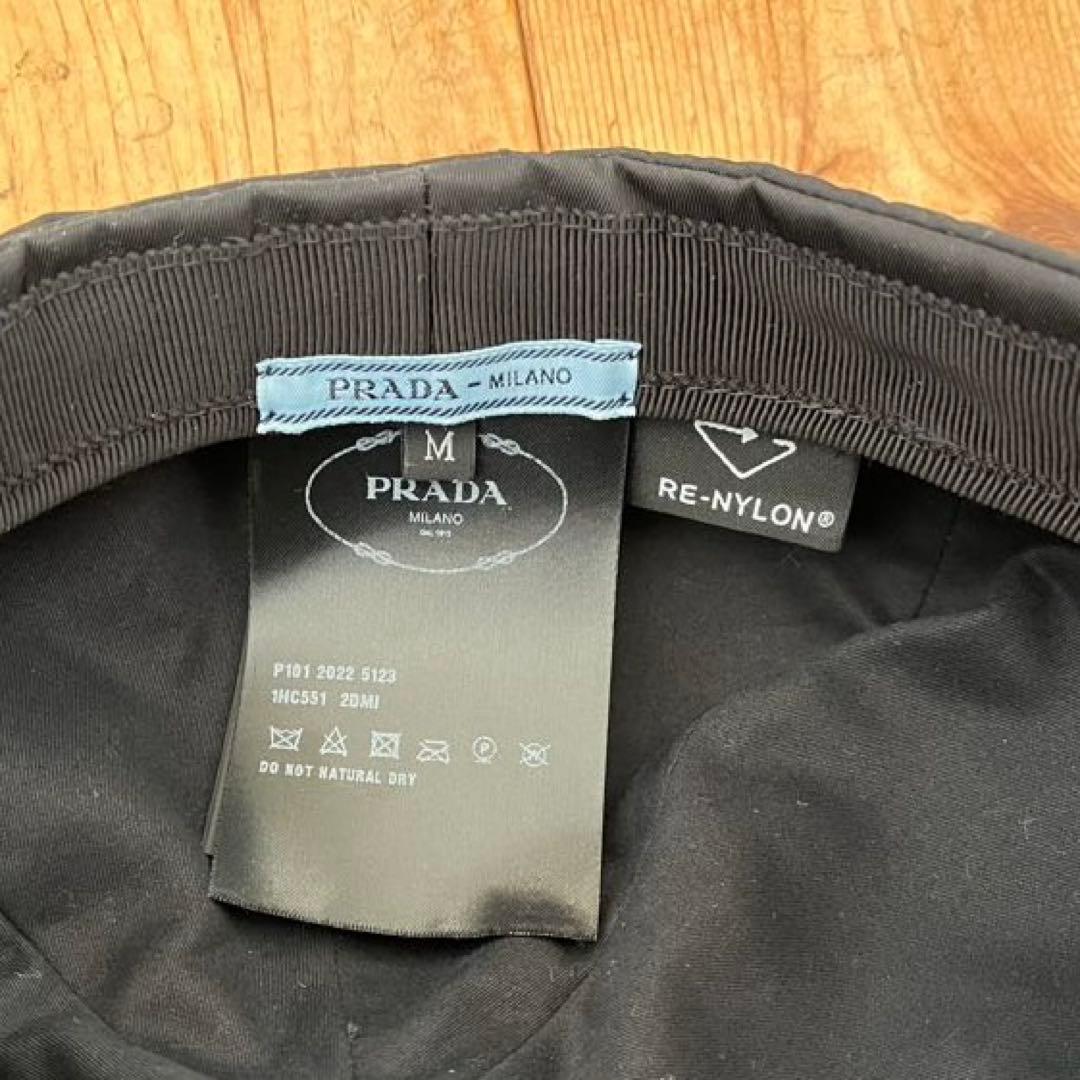 PRADA - MILANO
M
PRADA
MILANO
RE-NYLON®
P101 2022 5123
1HC551 2DMI
DO NOT NATURAL DRY